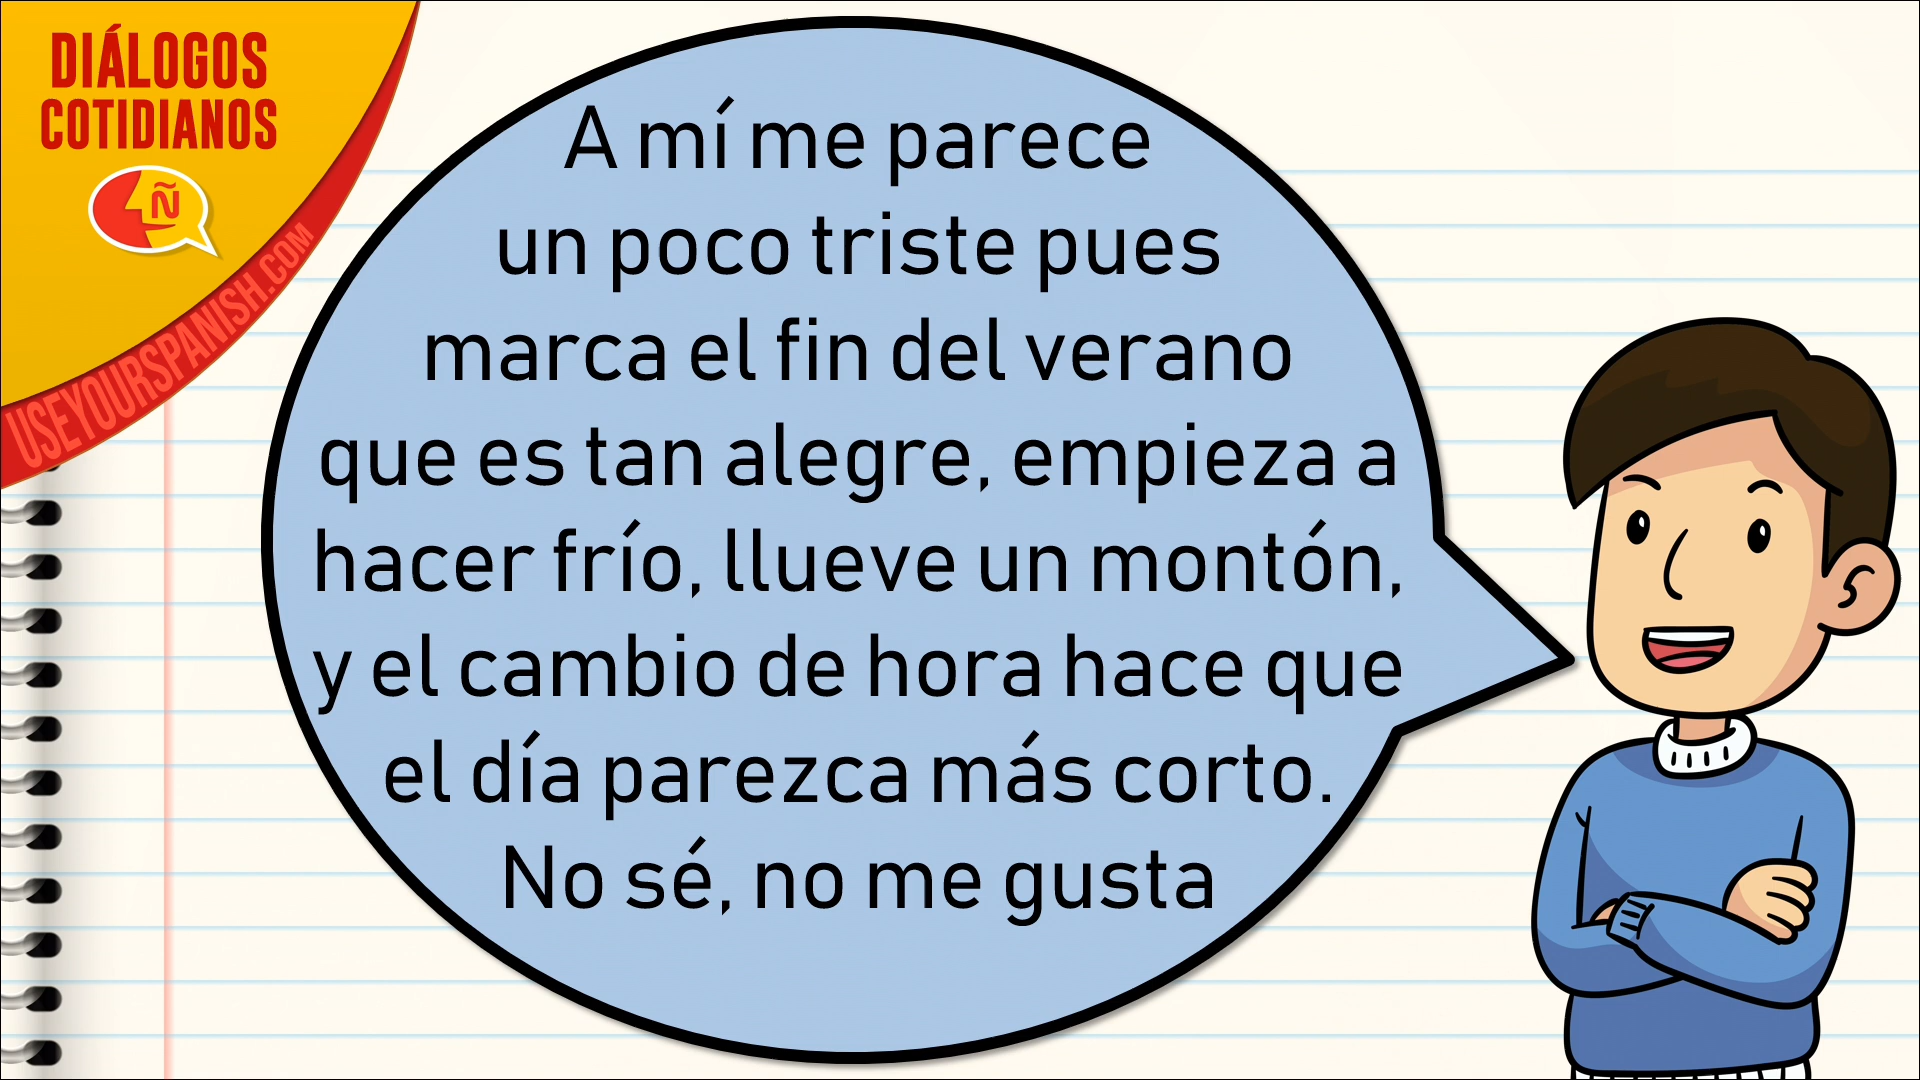 DIÁLOGOS
COTIDIANOS
Ñ
USEYOURSPANISH.COM
A mí me parece
un poco triste pues
marca el fin del verano
que es tan alegre, empieza a
hacer frío, llueve un montón,
y el cambio de hora hace que
el día parezca más corto.
No sé, no me gusta